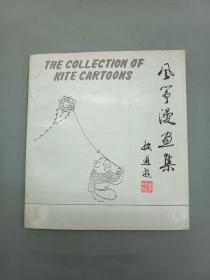 THE COLLECTION OF
KITE CARTOONS
风筝漫画集